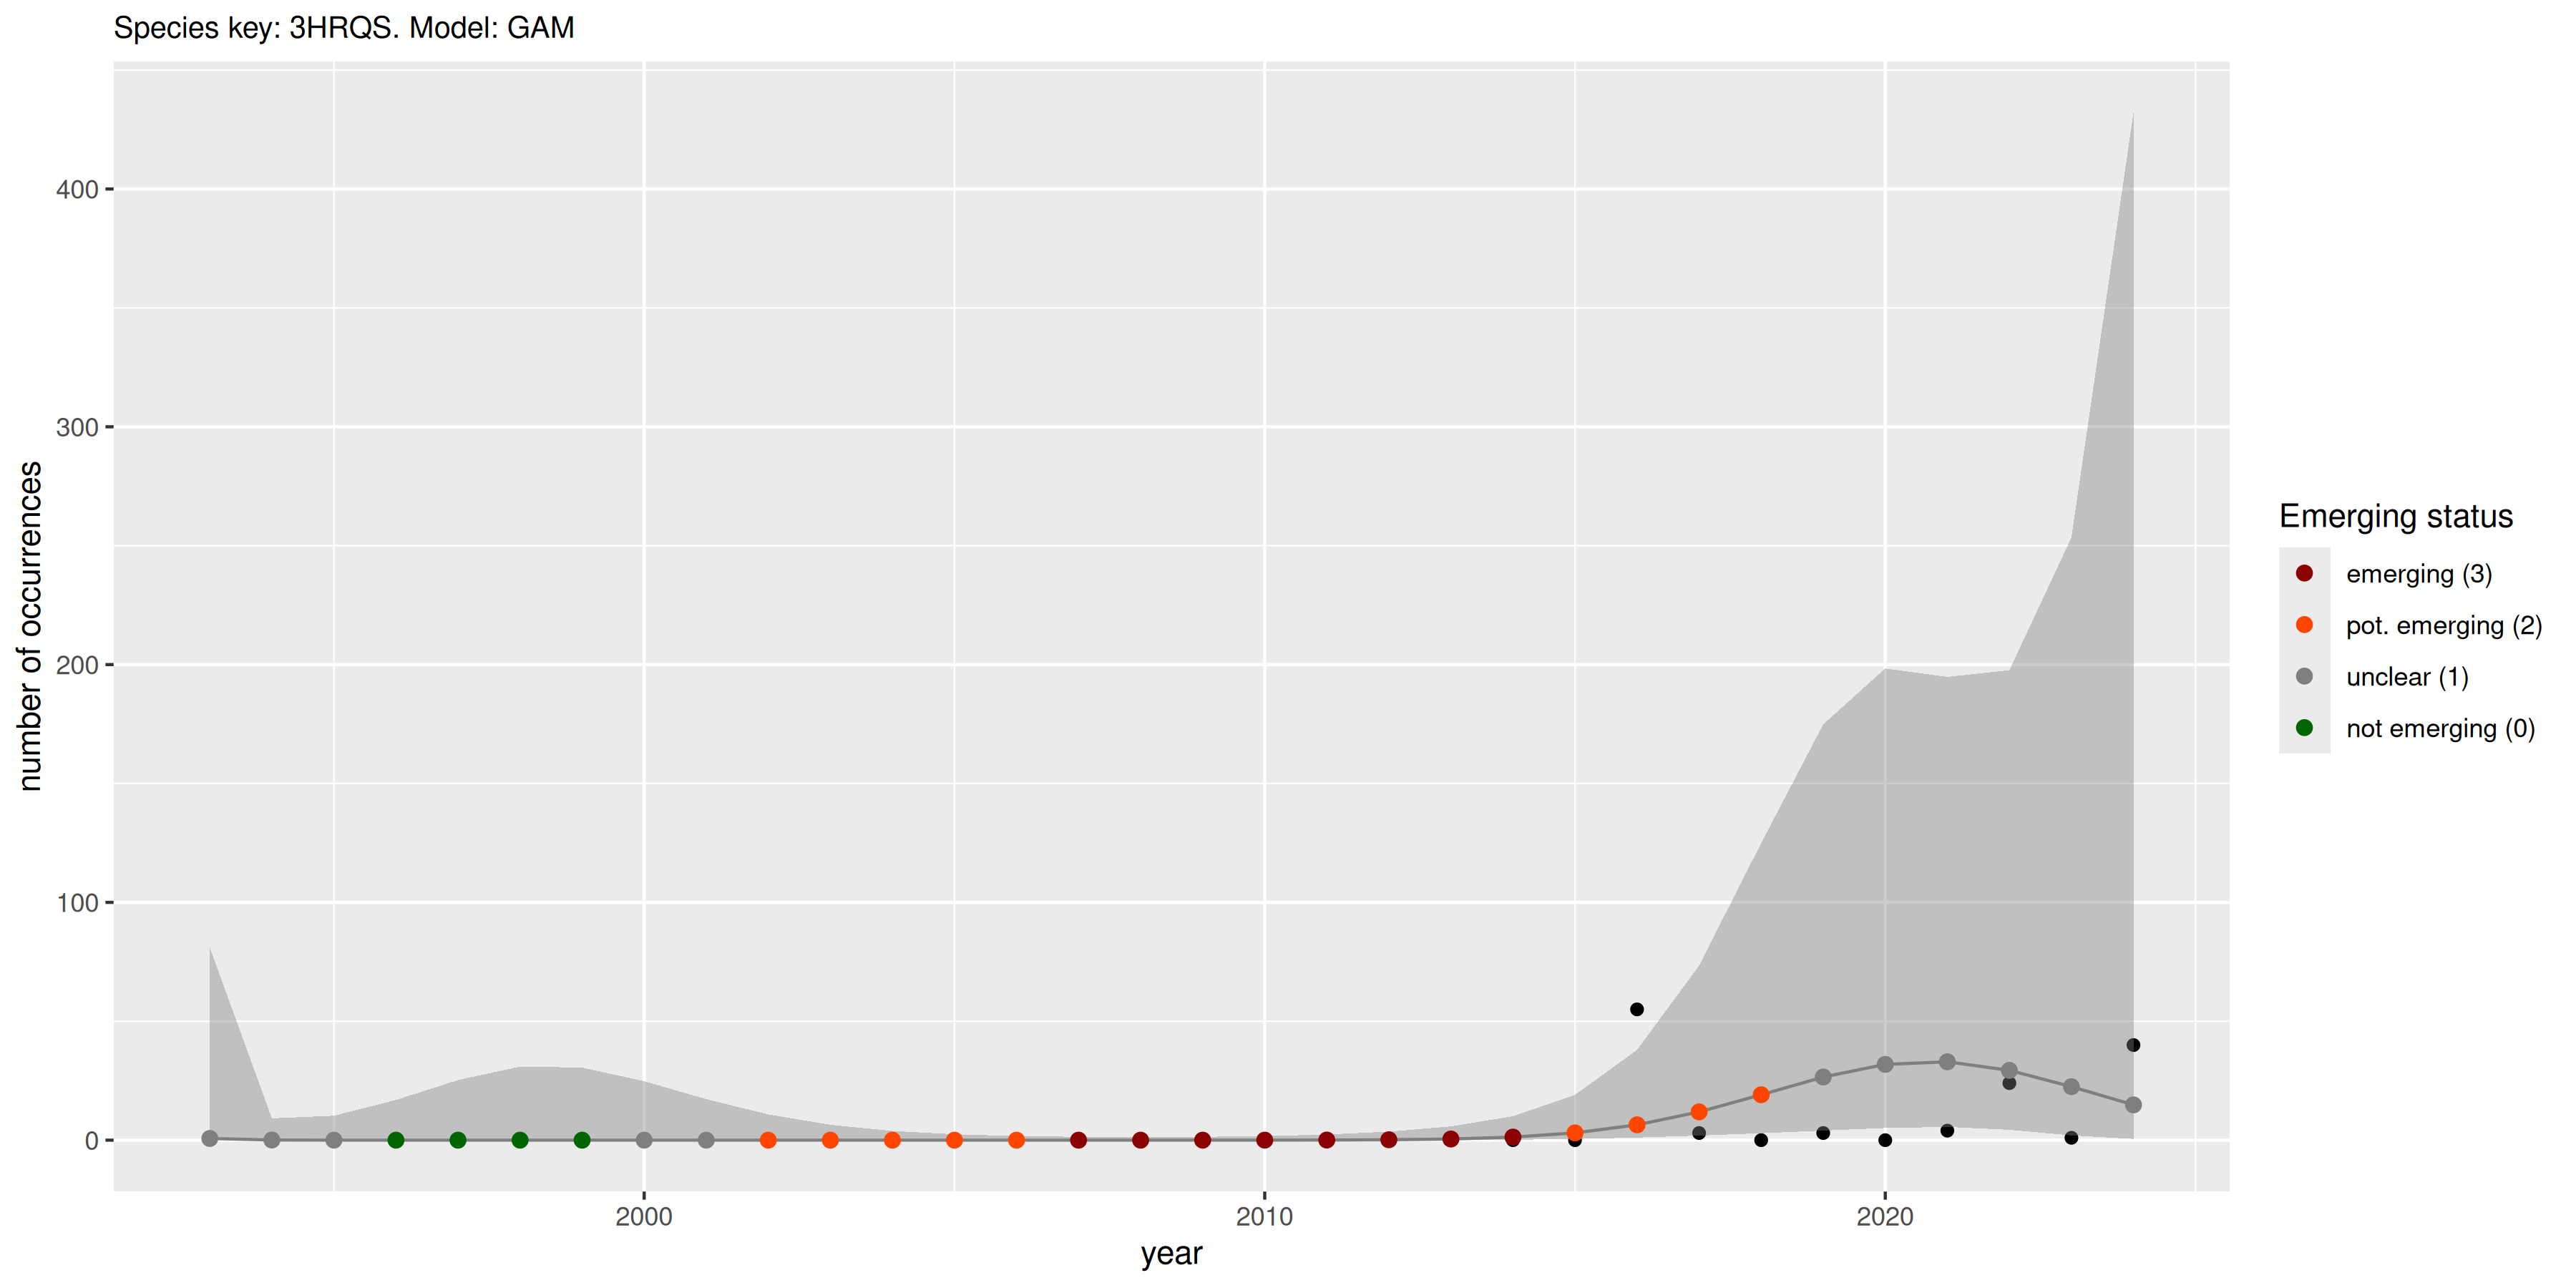 Species key: 3HRQS. Model: GAM
400
300
200
100
0
number of occurrences
2000
2010
2020
year
Emerging status
emerging (3)
pot. emerging (2)
unclear (1)
not emerging (0)